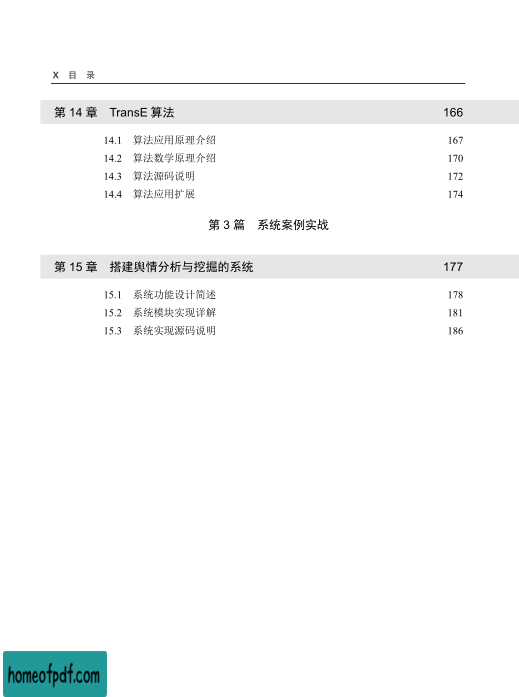 X 目 录
第 14 章 TransE 算法 166
14.1 算法应用原理介绍 167
14.2 算法数学原理介绍 170
14.3 算法源码说明 172
14.4 算法应用扩展 174
第 3 篇 系统案例实战
第 15 章 搭建舆情分析与挖掘的系统 177
15.1 系统功能设计简述 178
15.2 系统模块实现详解 181
15.3 系统实现源码说明 186
homeofpdf.com